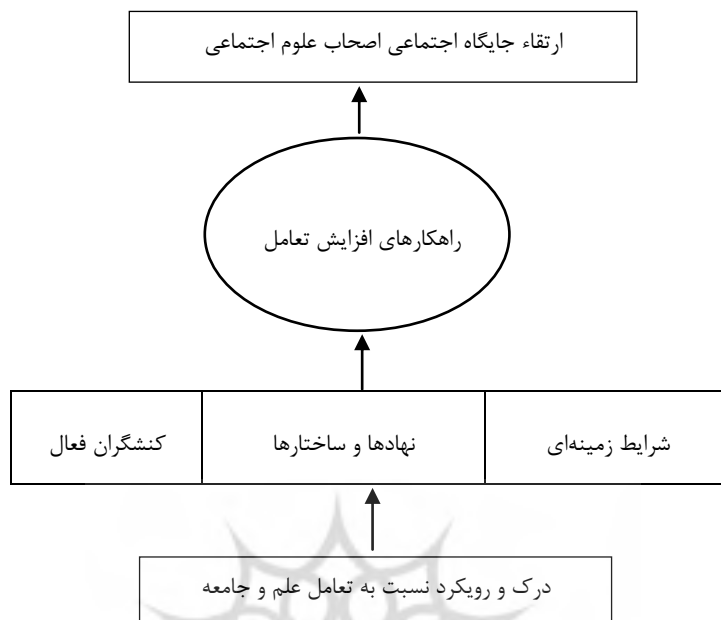 ارتقاء جایگاه اجتماعی اصحاب علوم اجتماعی
راهکارهای افزایش تعامل
شرایط زمینه‌ای
نهادها و ساختارها
کنشگران فعال
درک و رویکرد نسبت به تعامل علم و جامعه